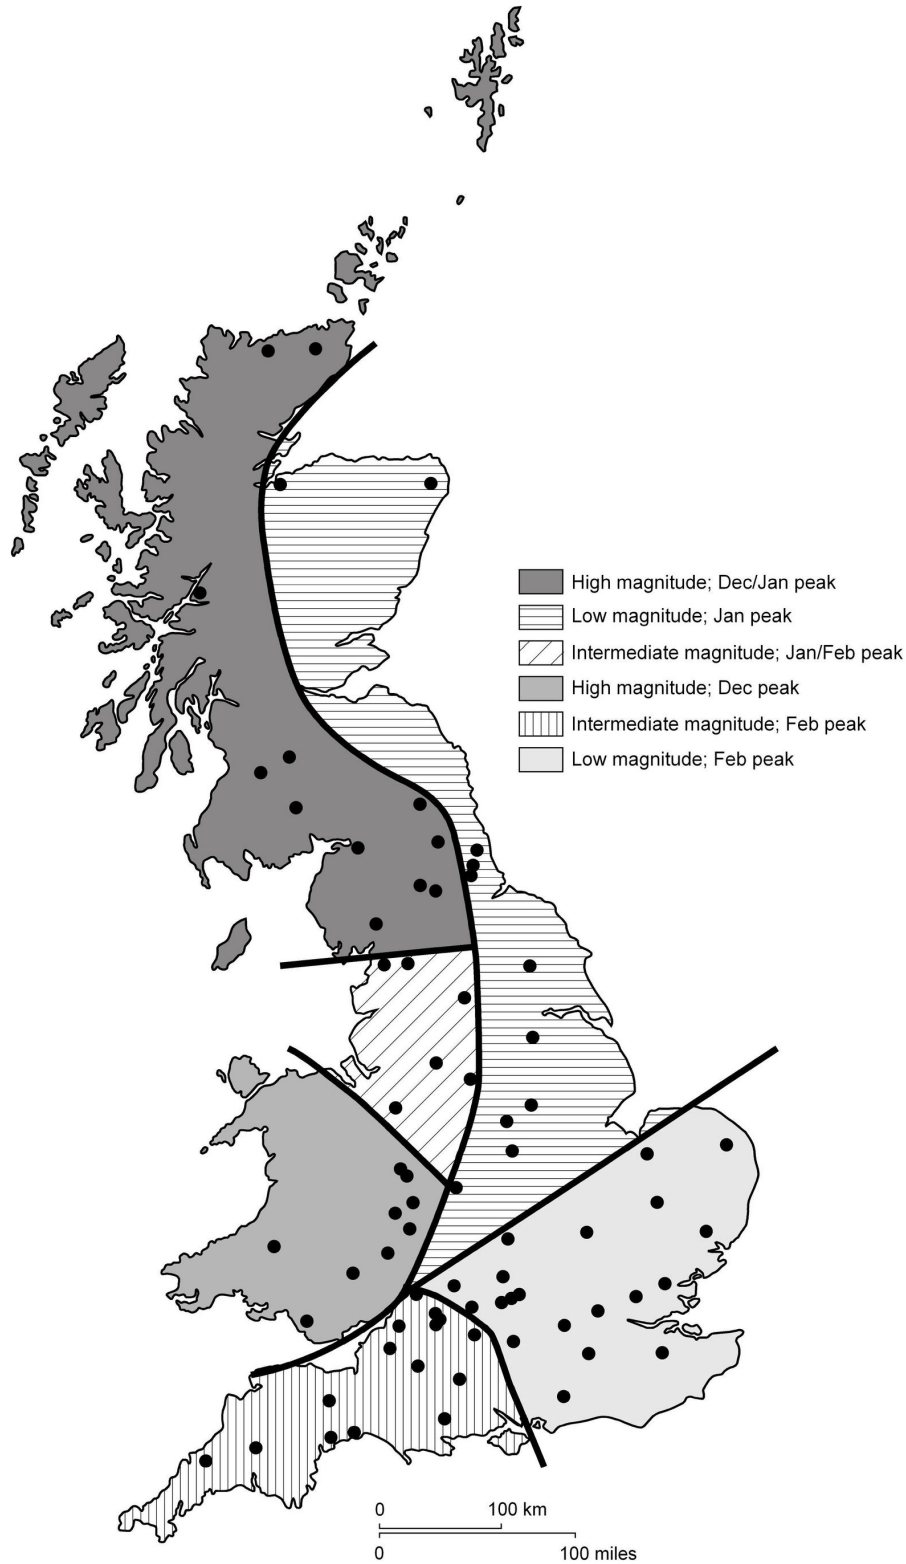 High magnitude; Dec/Jan peak
Low magnitude; Jan peak
Intermediate magnitude; Jan/Feb peak
High magnitude; Dec peak
Intermediate magnitude; Feb peak
Low magnitude; Feb peak
0 100 km
0 100 miles